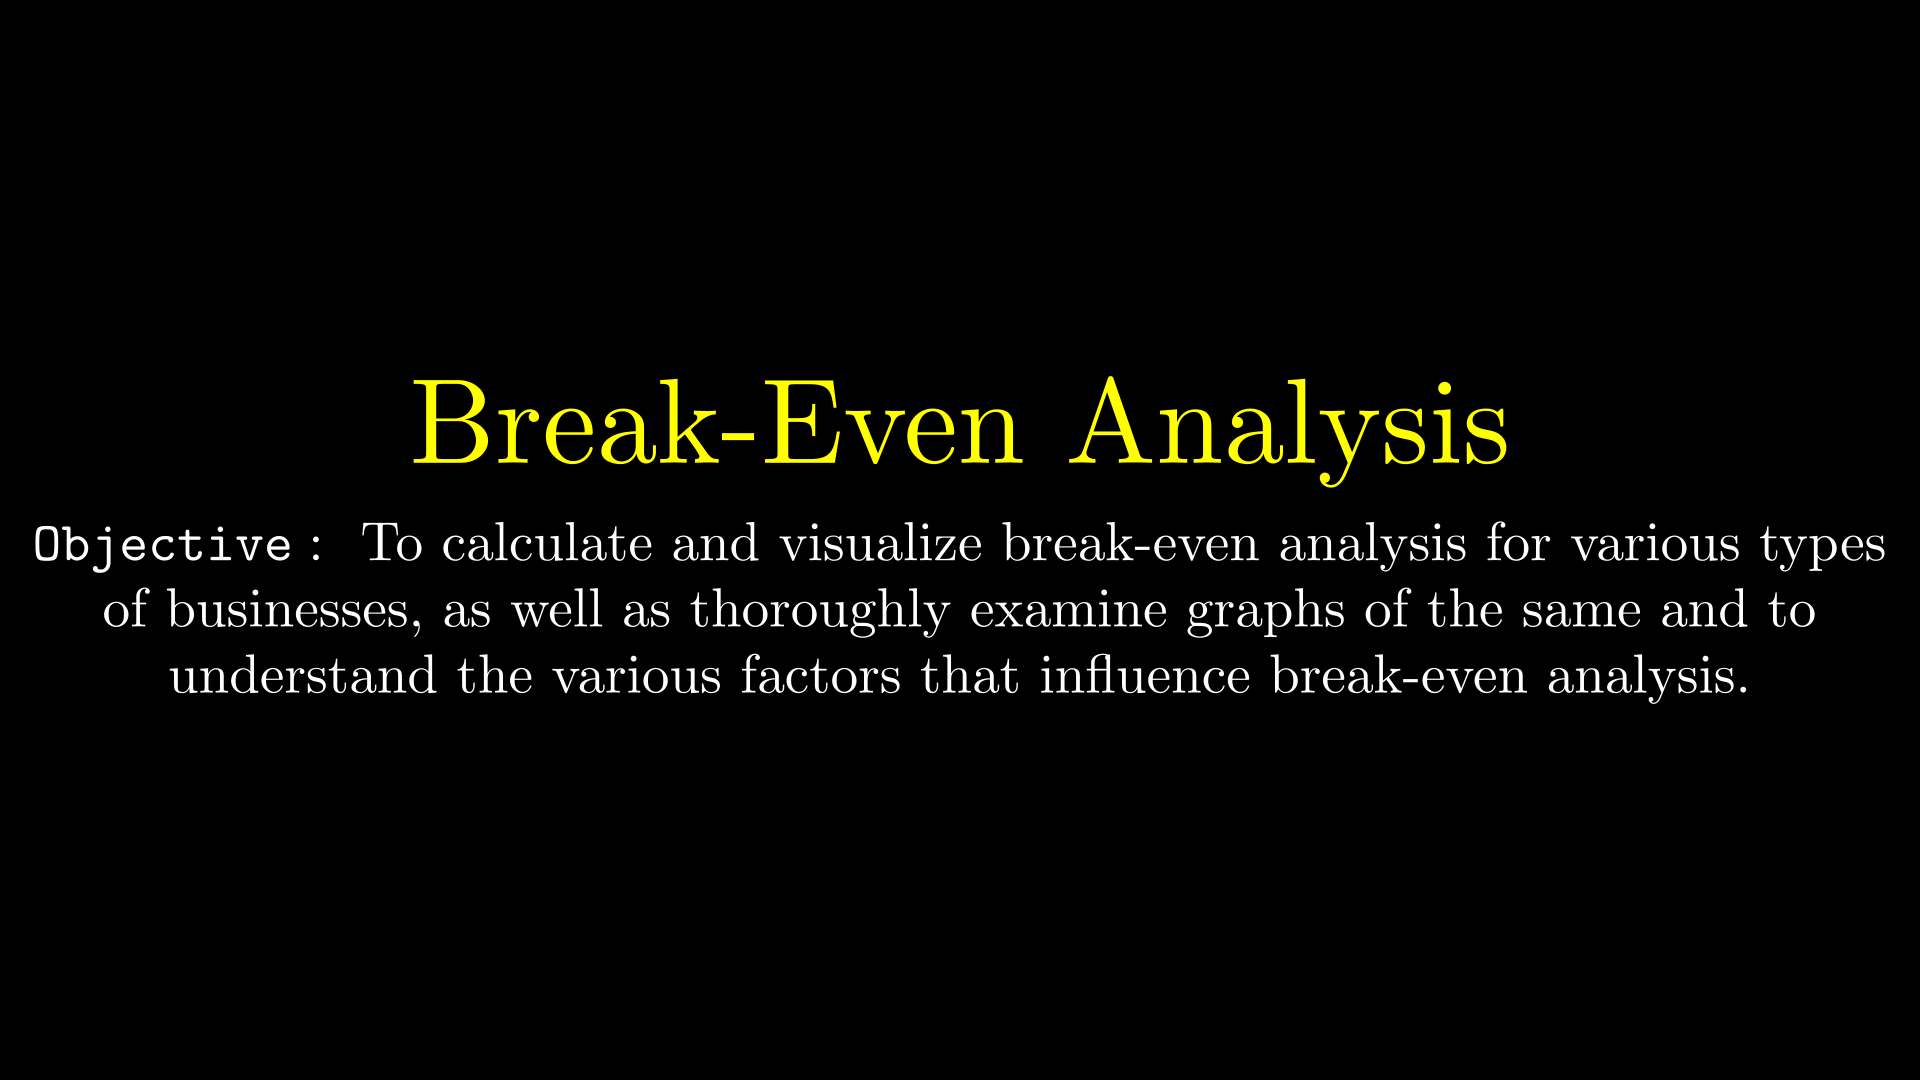 Break-Even Analysis
Objective : To calculate and visualize break-even analysis for various types
of businesses, as well as thoroughly examine graphs of the same and to
understand the various factors that influence break-even analysis.